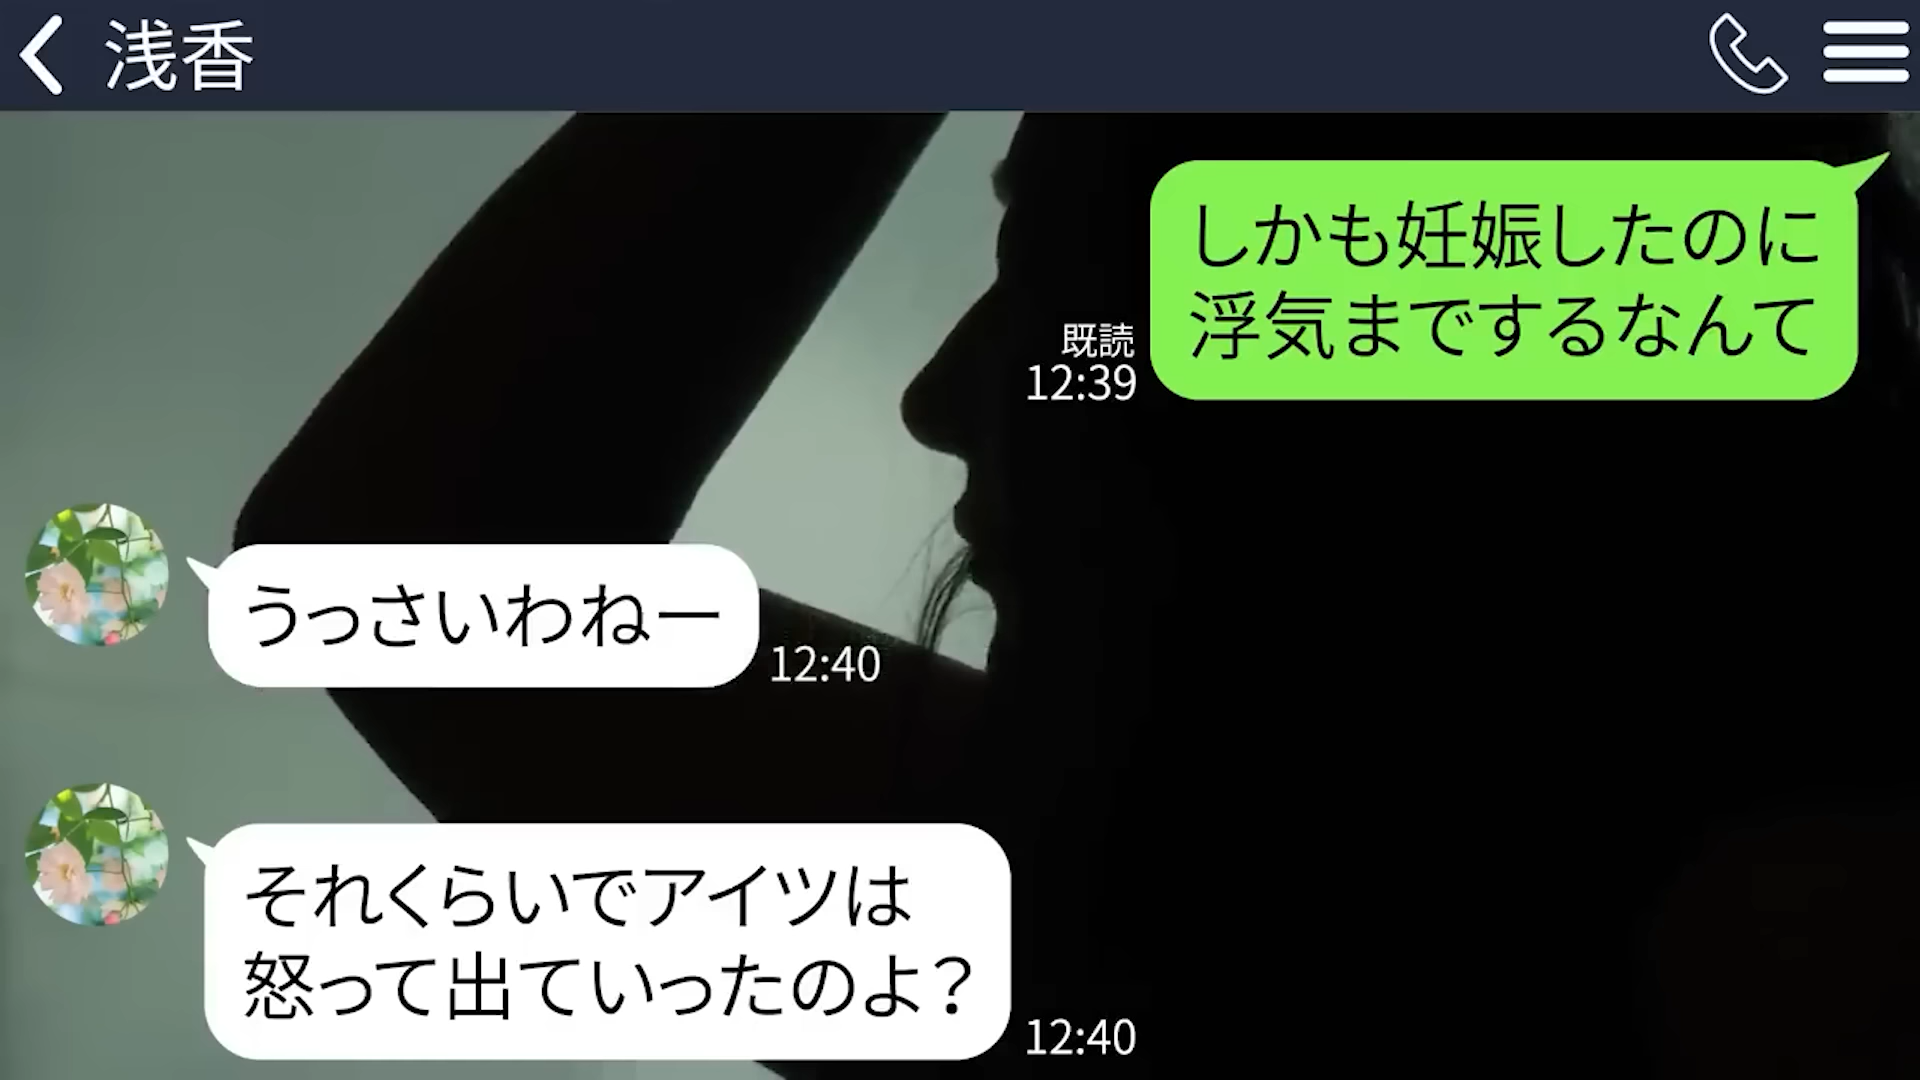 浅香
しかも妊娠したのに
浮気までするなんて
既読
12:39
うっさいわねー
12:40
それくらいでアイツは
怒って出ていったのよ？
12:40